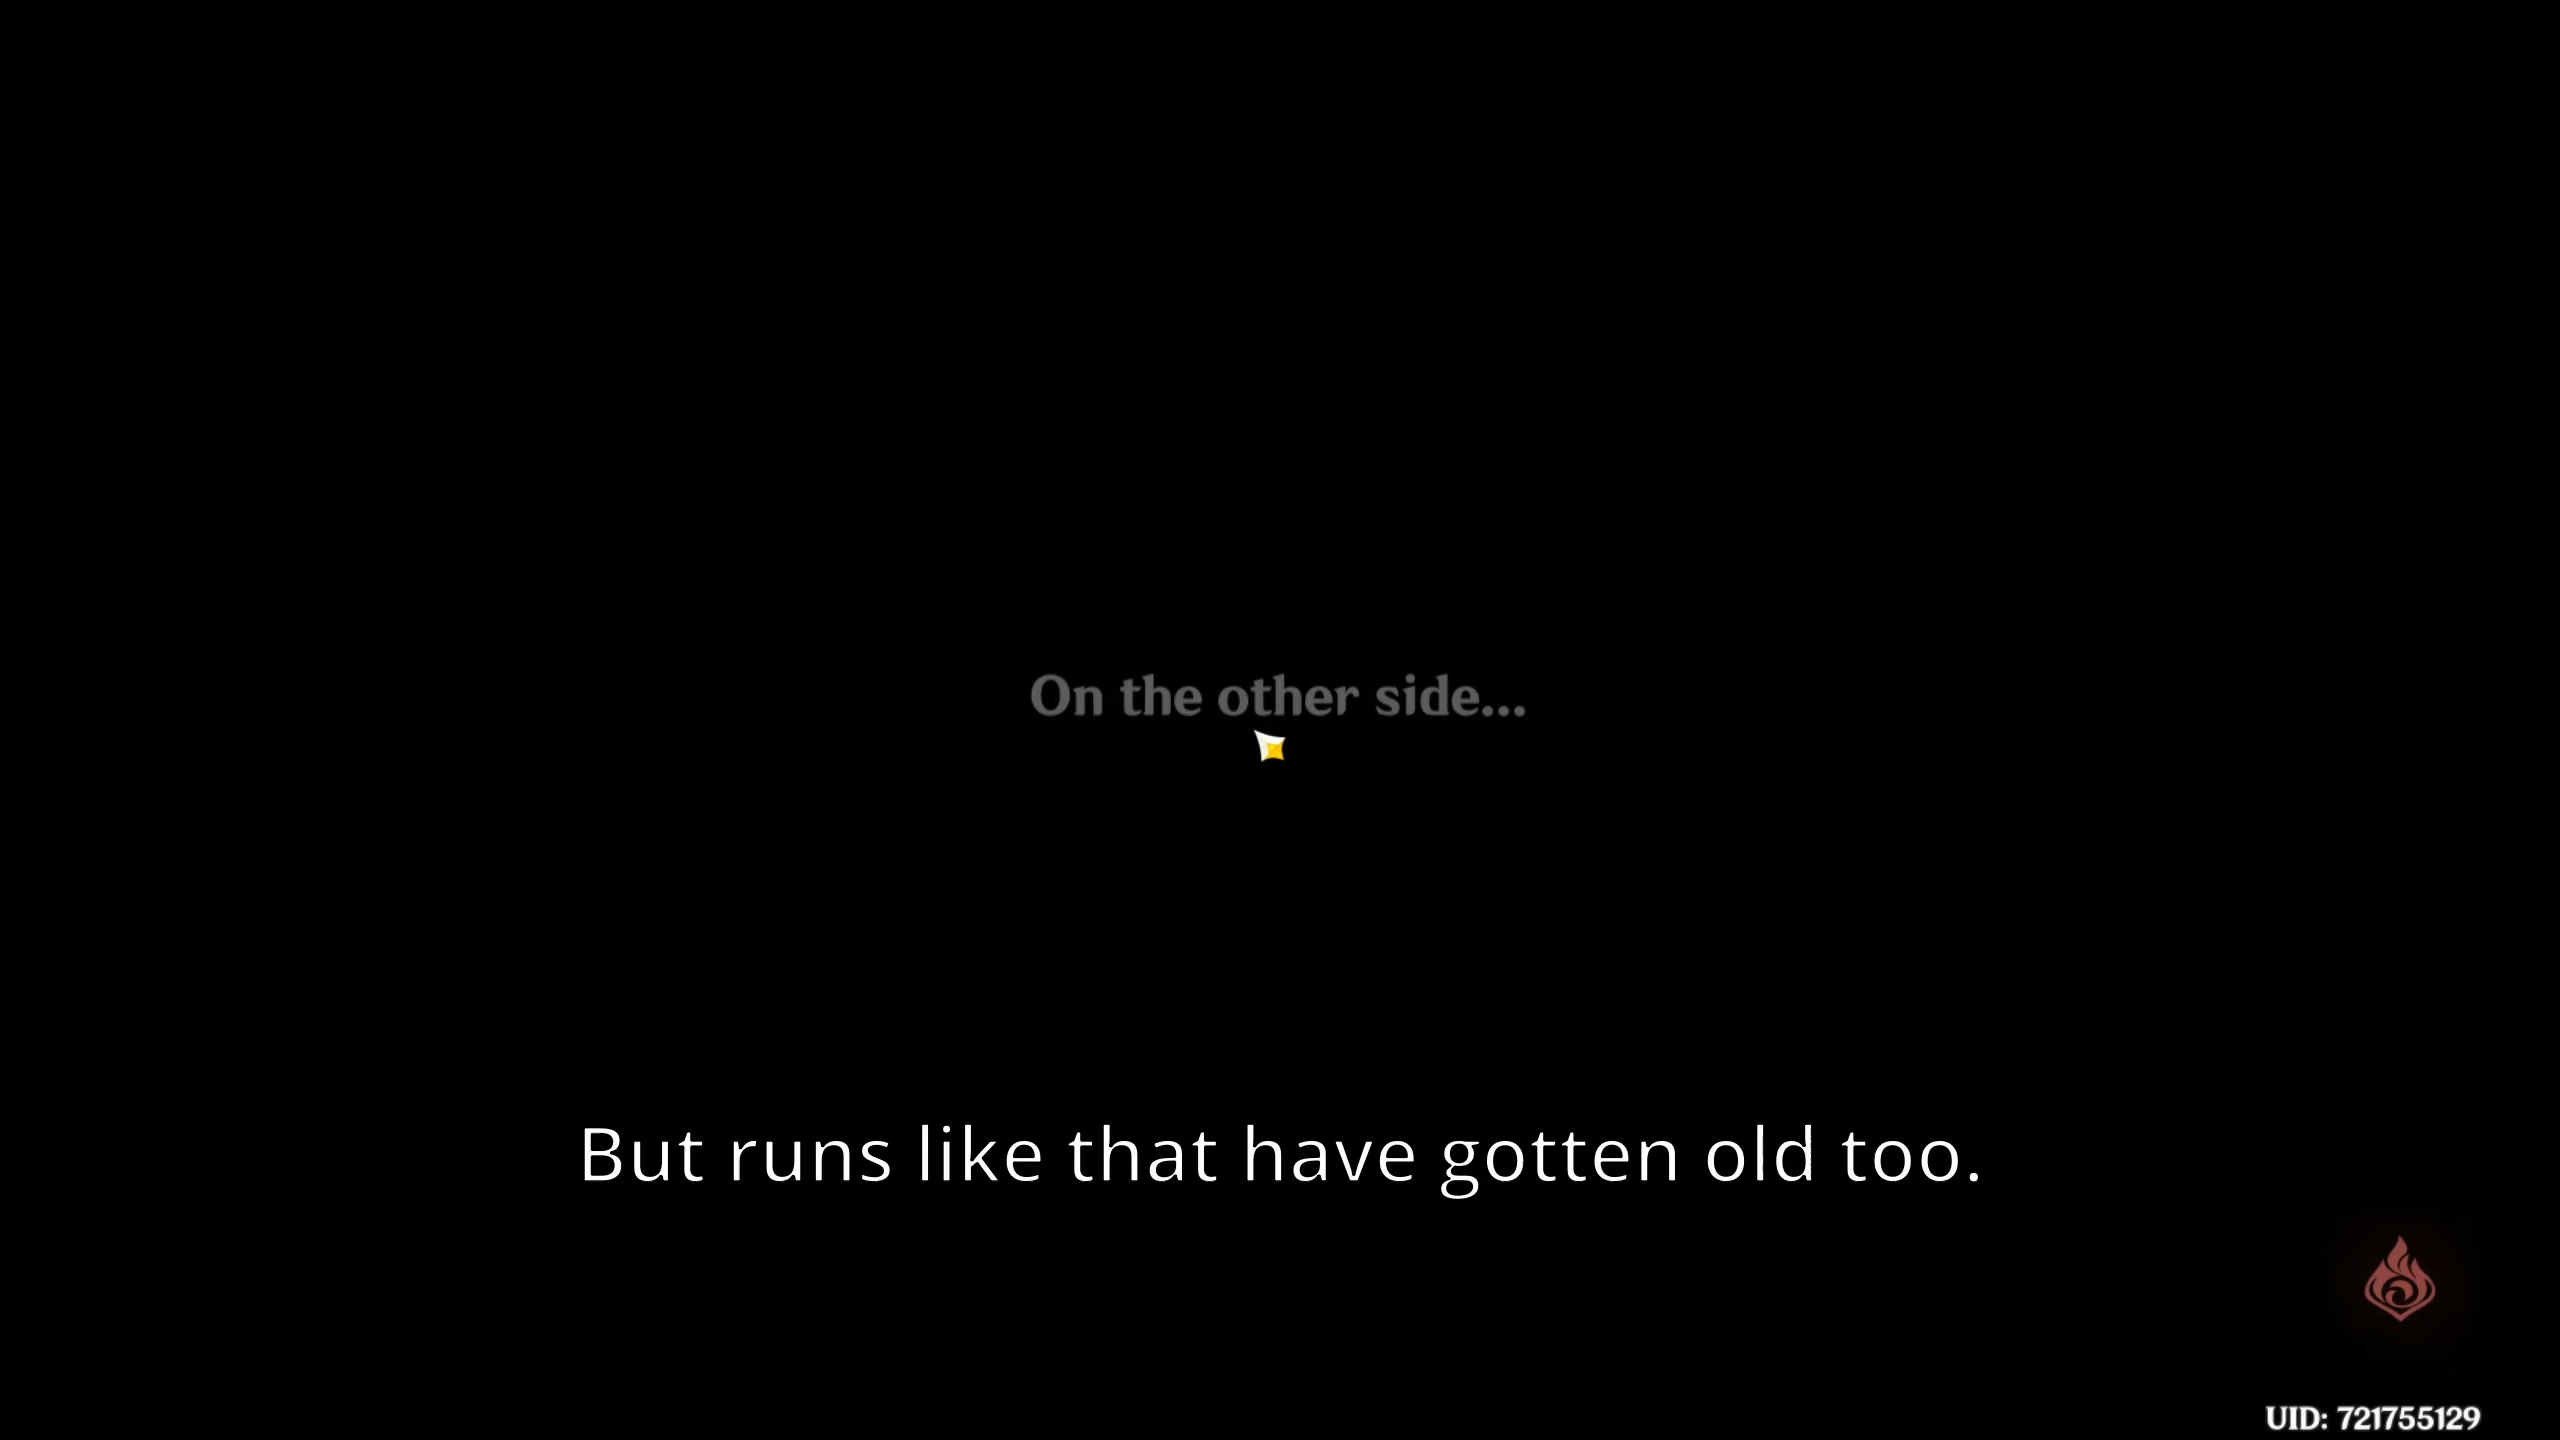 On the other side...
But runs like that have gotten old too.
UID: 721755129